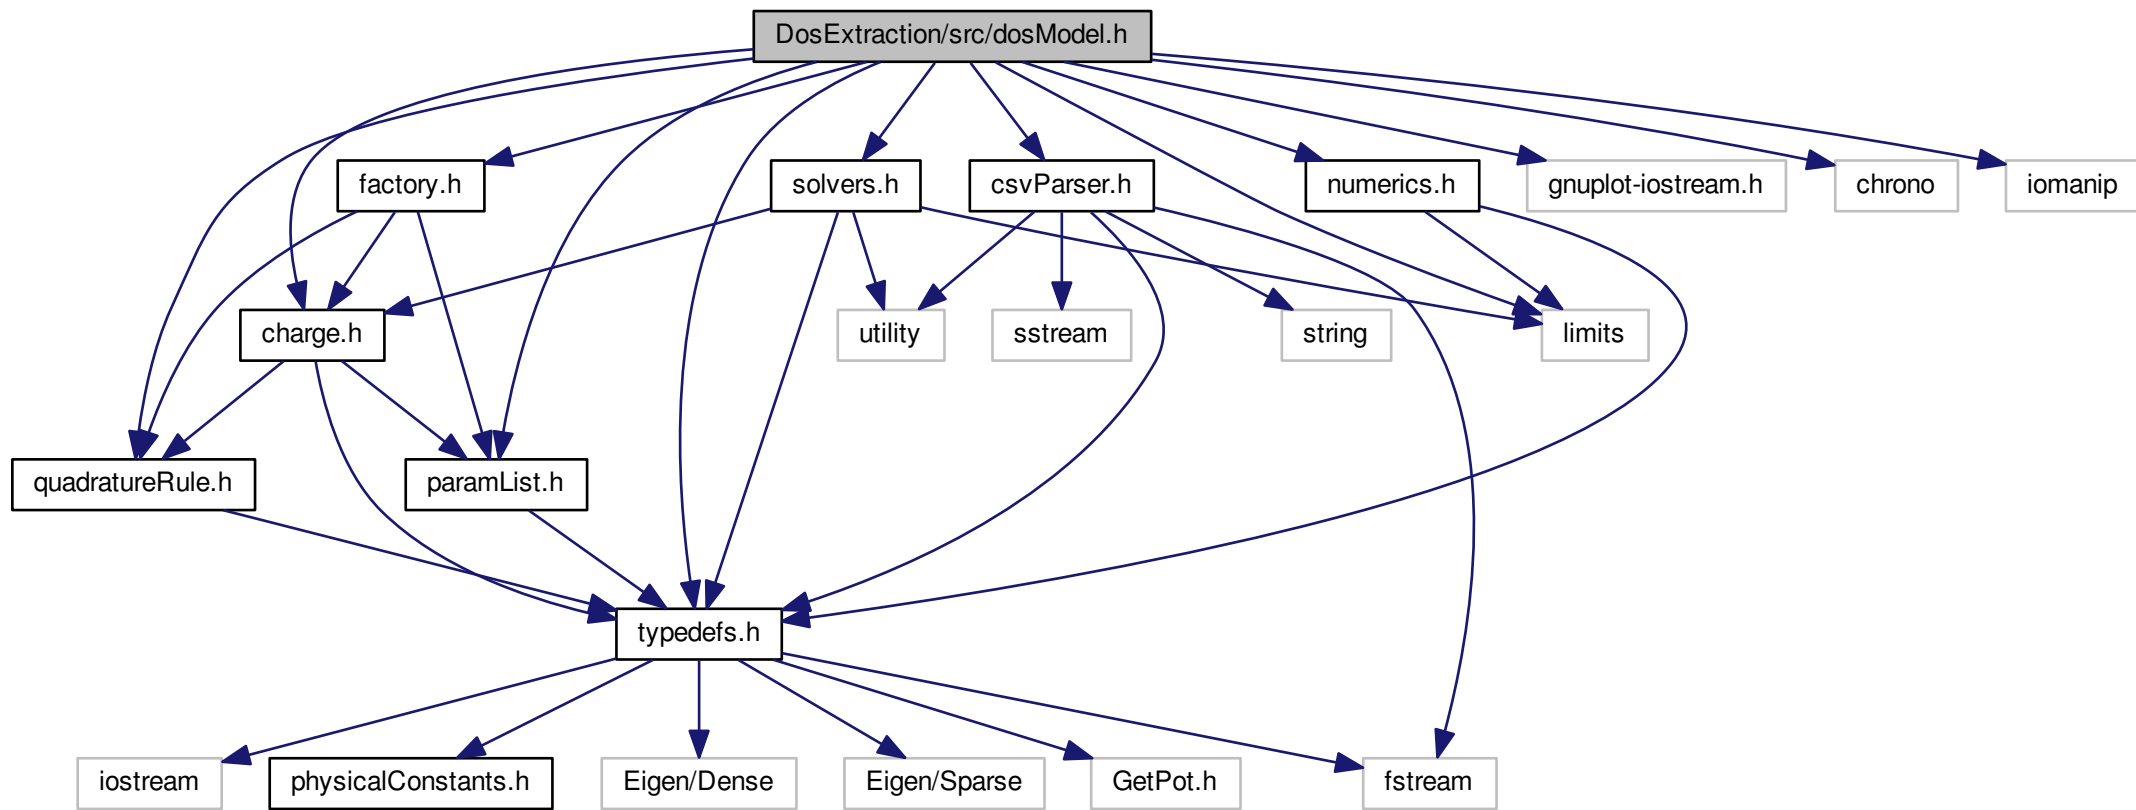 DosExtraction/src/dosModel.h
factory.h
solvers.h
csvParser.h
numerics.h
gnuplot-iostream.h
chrono
iomanip
charge.h
utility
sstream
string
limits
quadratureRule.h
paramList.h
typedefs.h
iostream
physicalConstants.h
Eigen/Dense
Eigen/Sparse
GetPot.h
fstream